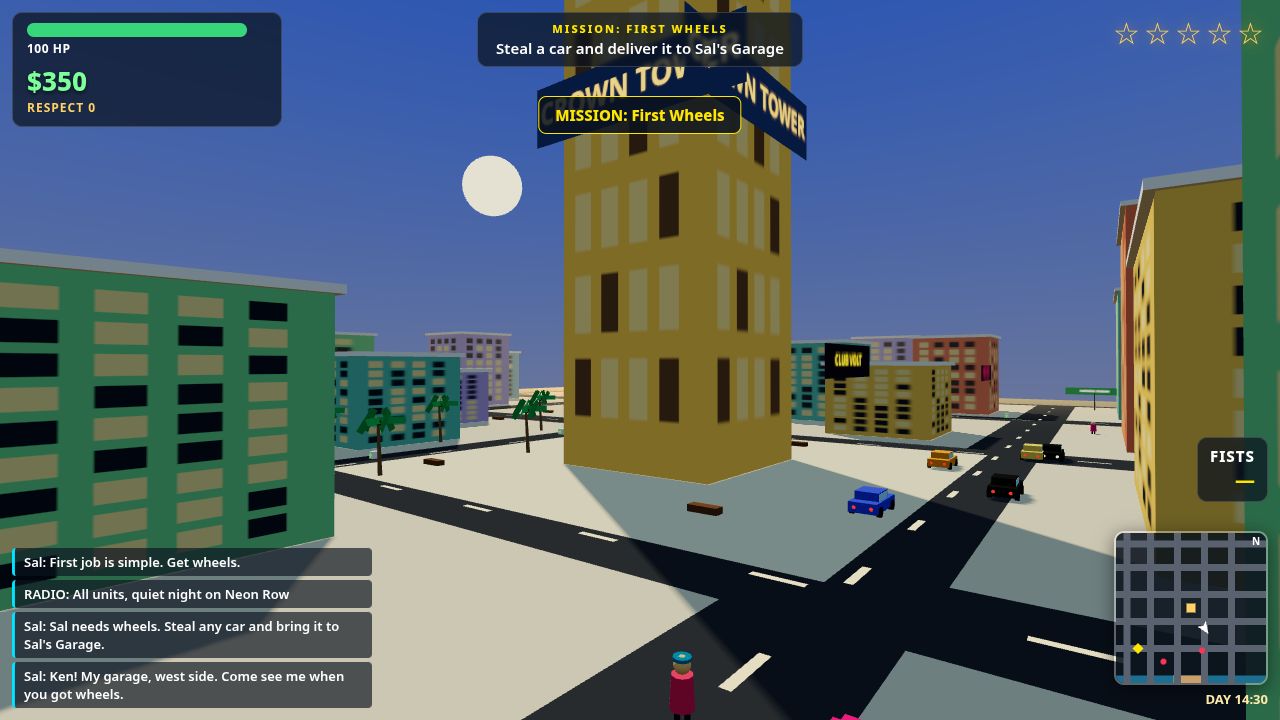 100 HP
$350
RESPECT 0
MISSION: FIRST WHEELS
Steal a car and deliver it to Sal's Garage
CROWN TOW
N TOWER
MISSION: First Wheels
CLUB VOLT
FISTS
N
DAY 14:30
Sal: First job is simple. Get wheels.
RADIO: All units, quiet night on Neon Row
Sal: Sal needs wheels. Steal any car and bring it to
Sal's Garage.
Sal: Ken! My garage, west side. Come see me when
you got wheels.